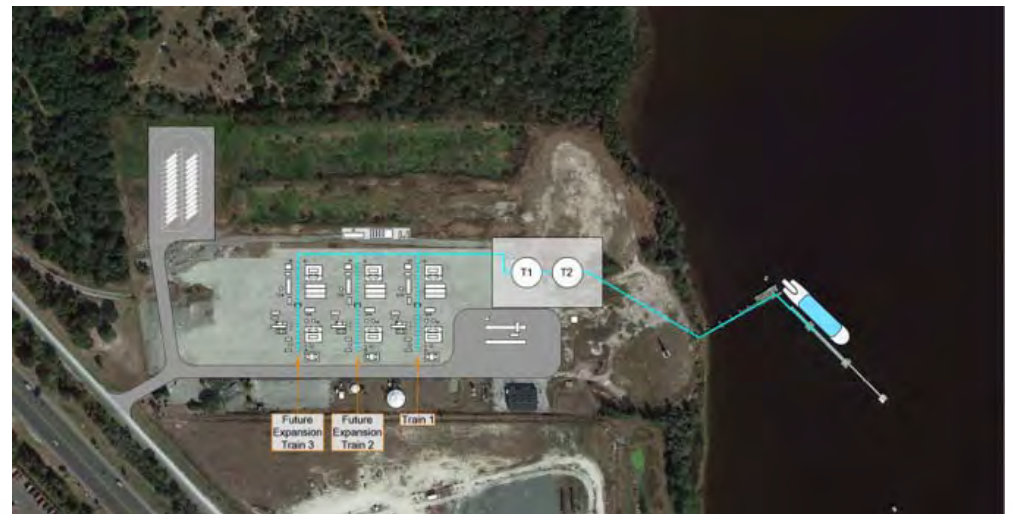 T1
T2
Future
Expansion
Train 3
Future
Expansion
Train 2
Train 1